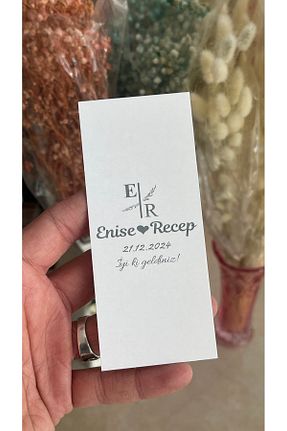 E
R
Enise♥Recep
21.12.2024
İyi ki geldiniz!